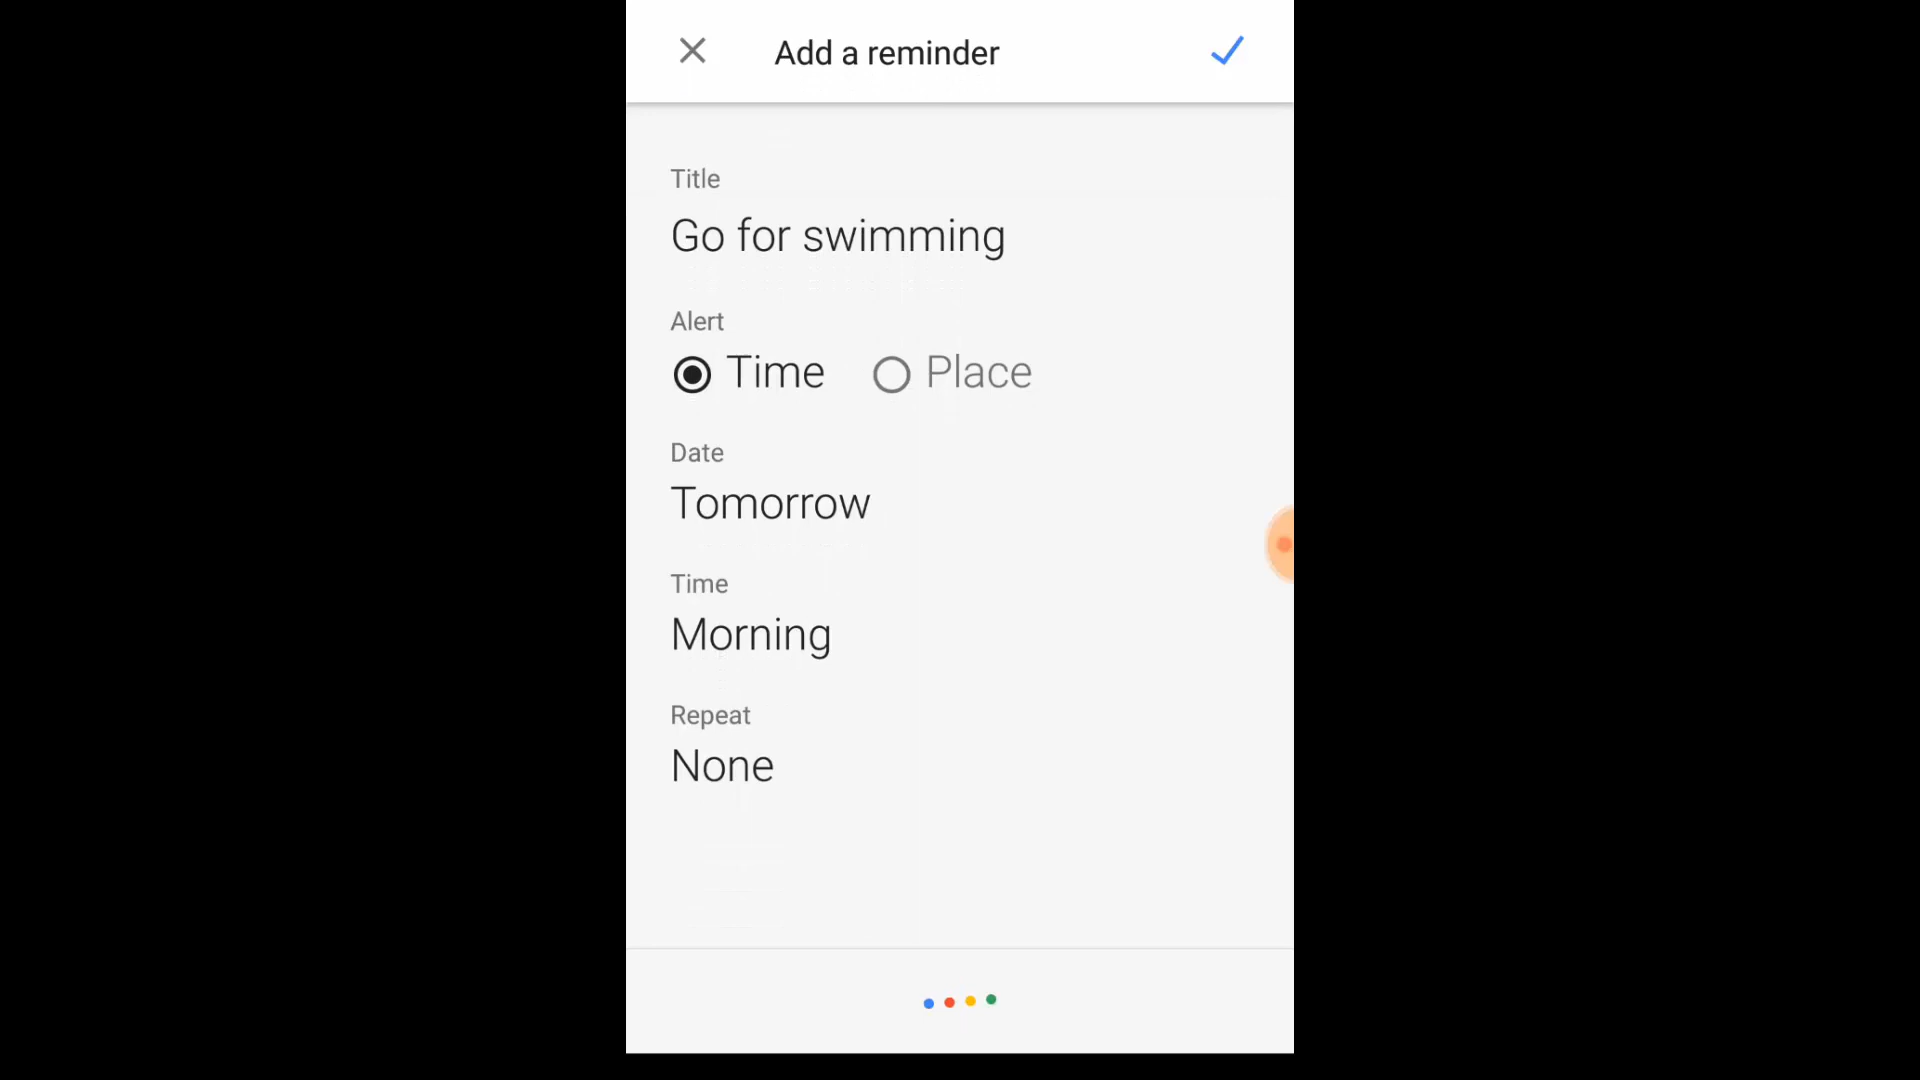 Add a reminder
Title
Go for swimming
Alert
Time Place
Date
Tomorrow
Time
Morning
Repeat
None